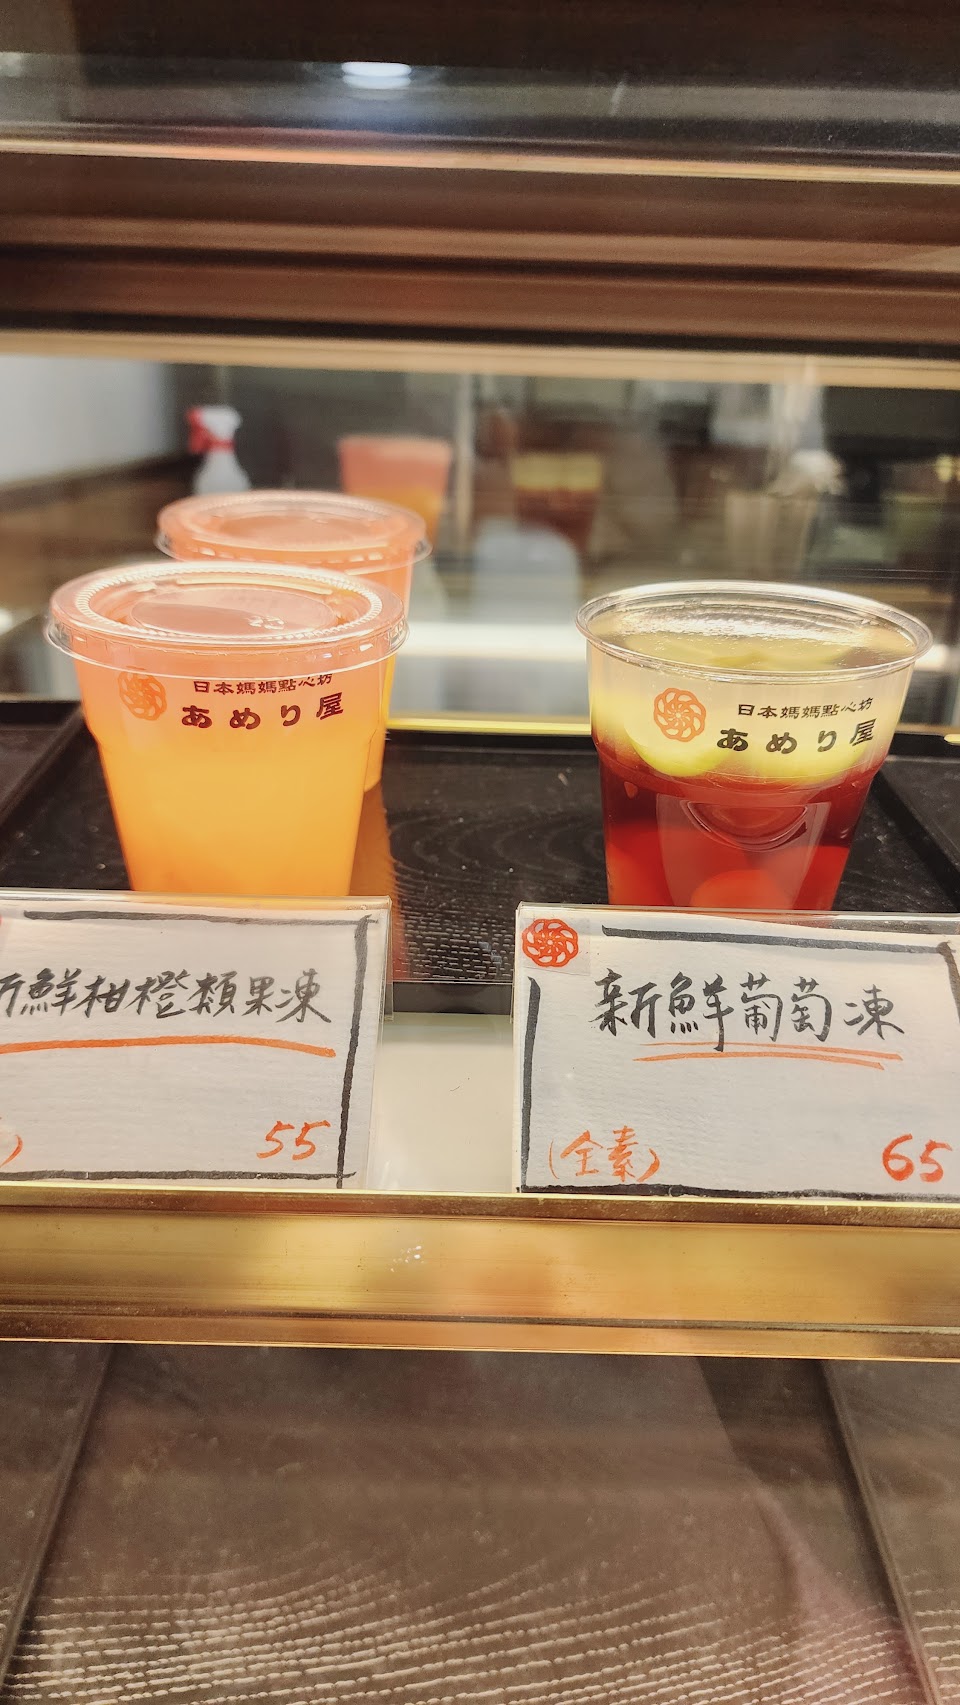 日本媽媽點心坊
あめり屋
日本媽媽點心坊
あめり屋
新鮮柑橙類果凍
55
新鮮葡萄凍
(全素)
65